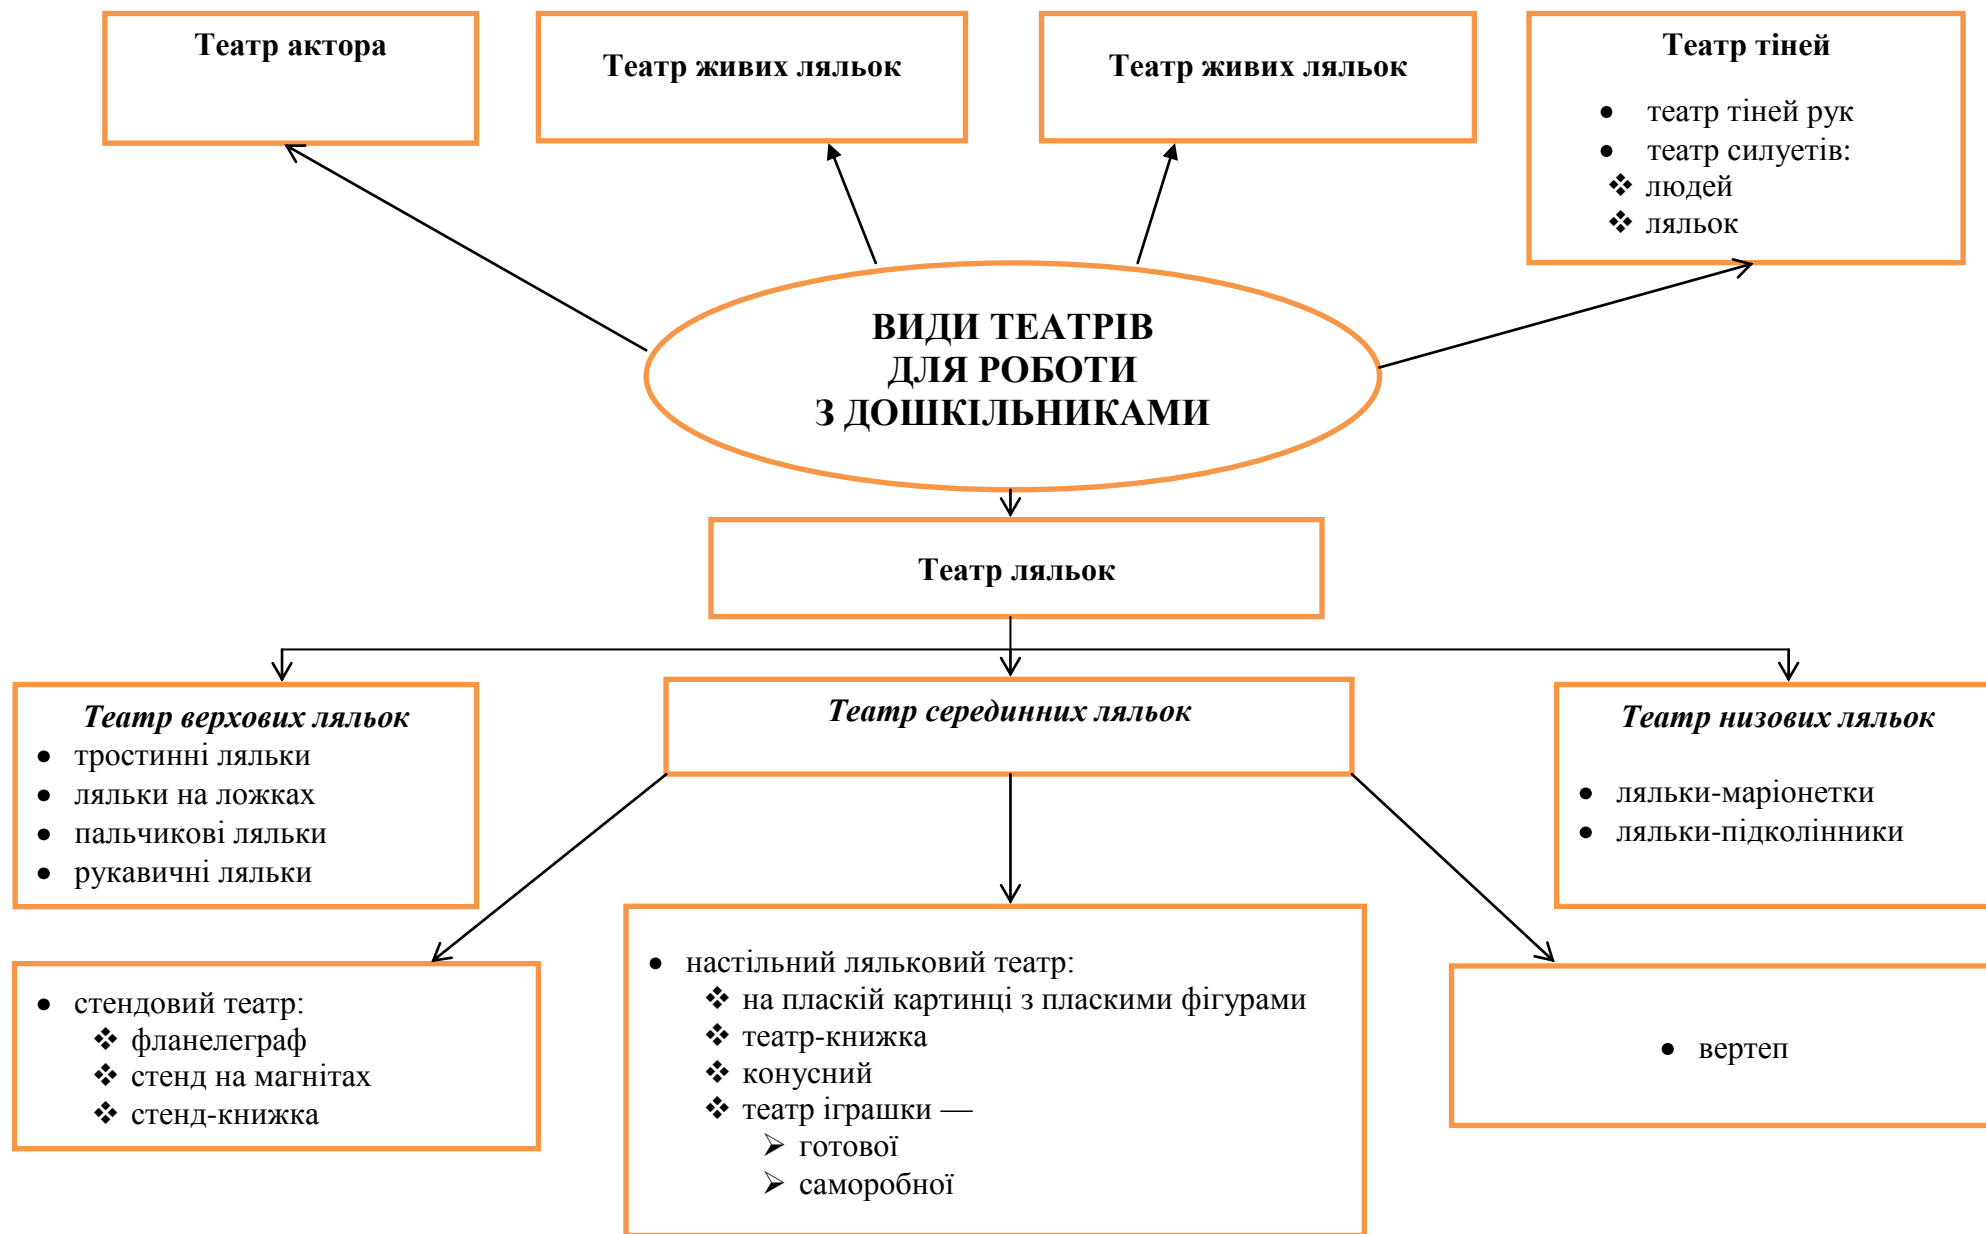 Театр актора
Театр живих ляльок
Театр живих ляльок
Театр тіней
• театр тіней рук
• театр силуетів:
❖ людей
❖ ляльок
ВИДИ ТЕАТРІВ
ДЛЯ РОБОТИ
З ДОШКІЛЬНИКАМИ
Театр ляльок
Театр верхових ляльок
• тростинні ляльки
• ляльки на ложках
• пальчикові ляльки
• рукавичні ляльки
Театр серединних ляльок
Театр низових ляльок
• ляльки-маріонетки
• ляльки-підколінники
• стендовий театр:
❖ фланелеграф
❖ стенд на магнітах
❖ стенд-книжка
• настільний ляльковий театр:
❖ на пласкій картинці з пласкими фігурами
❖ театр-книжка
❖ конусний
❖ театр іграшки —
➢ готової
➢ саморобної
• вертеп